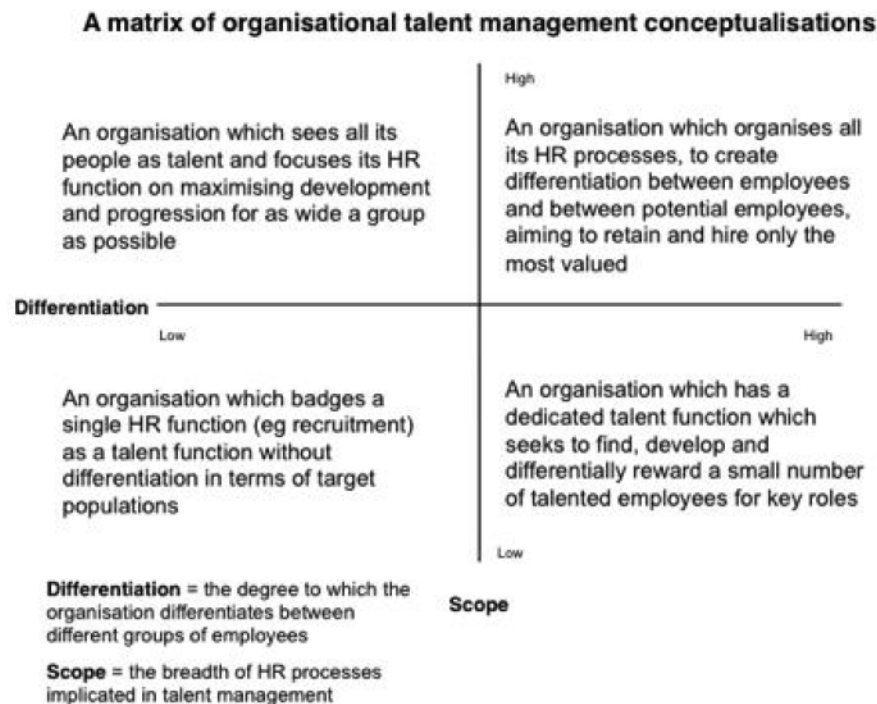 A matrix of organisational talent management conceptualisations
High
An organisation which sees all its
people as talent and focuses its HR
function on maximising development
and progression for as wide a group
as possible
An organisation which organises all
its HR processes, to create
differentiation between employees
and between potential employees,
aiming to retain and hire only the
most valued
Differentiation
Low
High
An organisation which badges a
single HR function (eg recruitment)
as a talent function without
differentiation in terms of target
populations
An organisation which has a
dedicated talent function which
seeks to find, develop and
differentially reward a small number
of talented employees for key roles
Low
Scope
Differentiation = the degree to which the
organisation differentiates between
different groups of employees
Scope = the breadth of HR processes
implicated in talent management